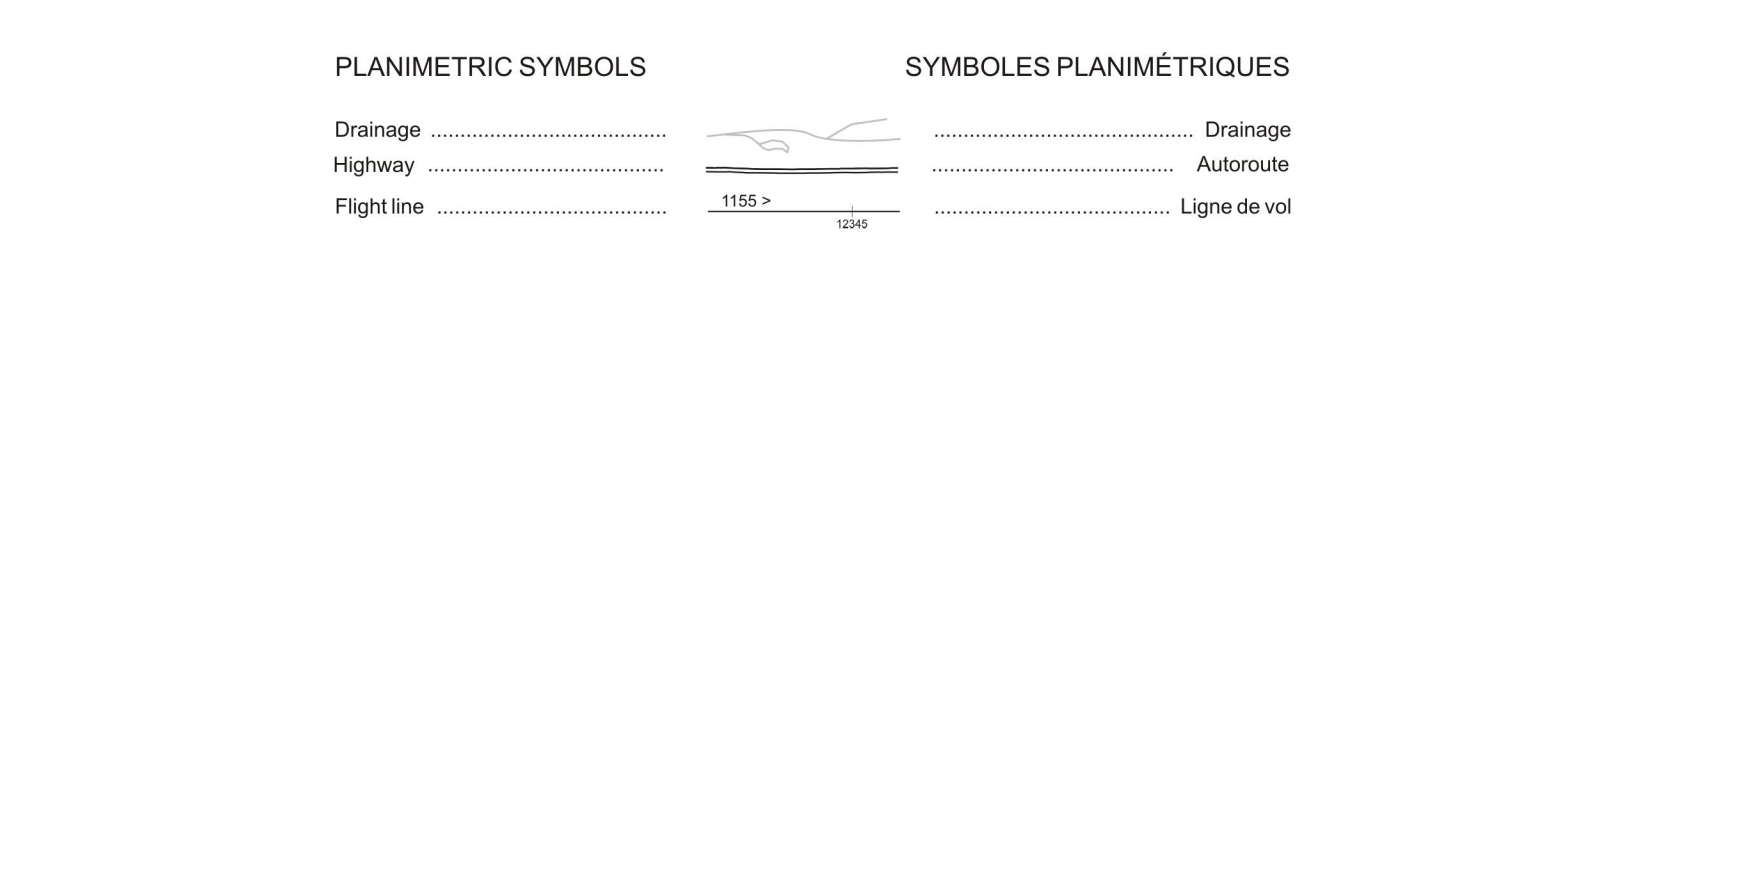 PLANIMETRIC SYMBOLS SYMBOLES PLANIMÉTRIQUES
Drainage ........................................ ............................................ Drainage
Highway ........................................ ......................................... Autoroute
Flight line ....................................... 1155 > ........................................ Ligne de vol
12345